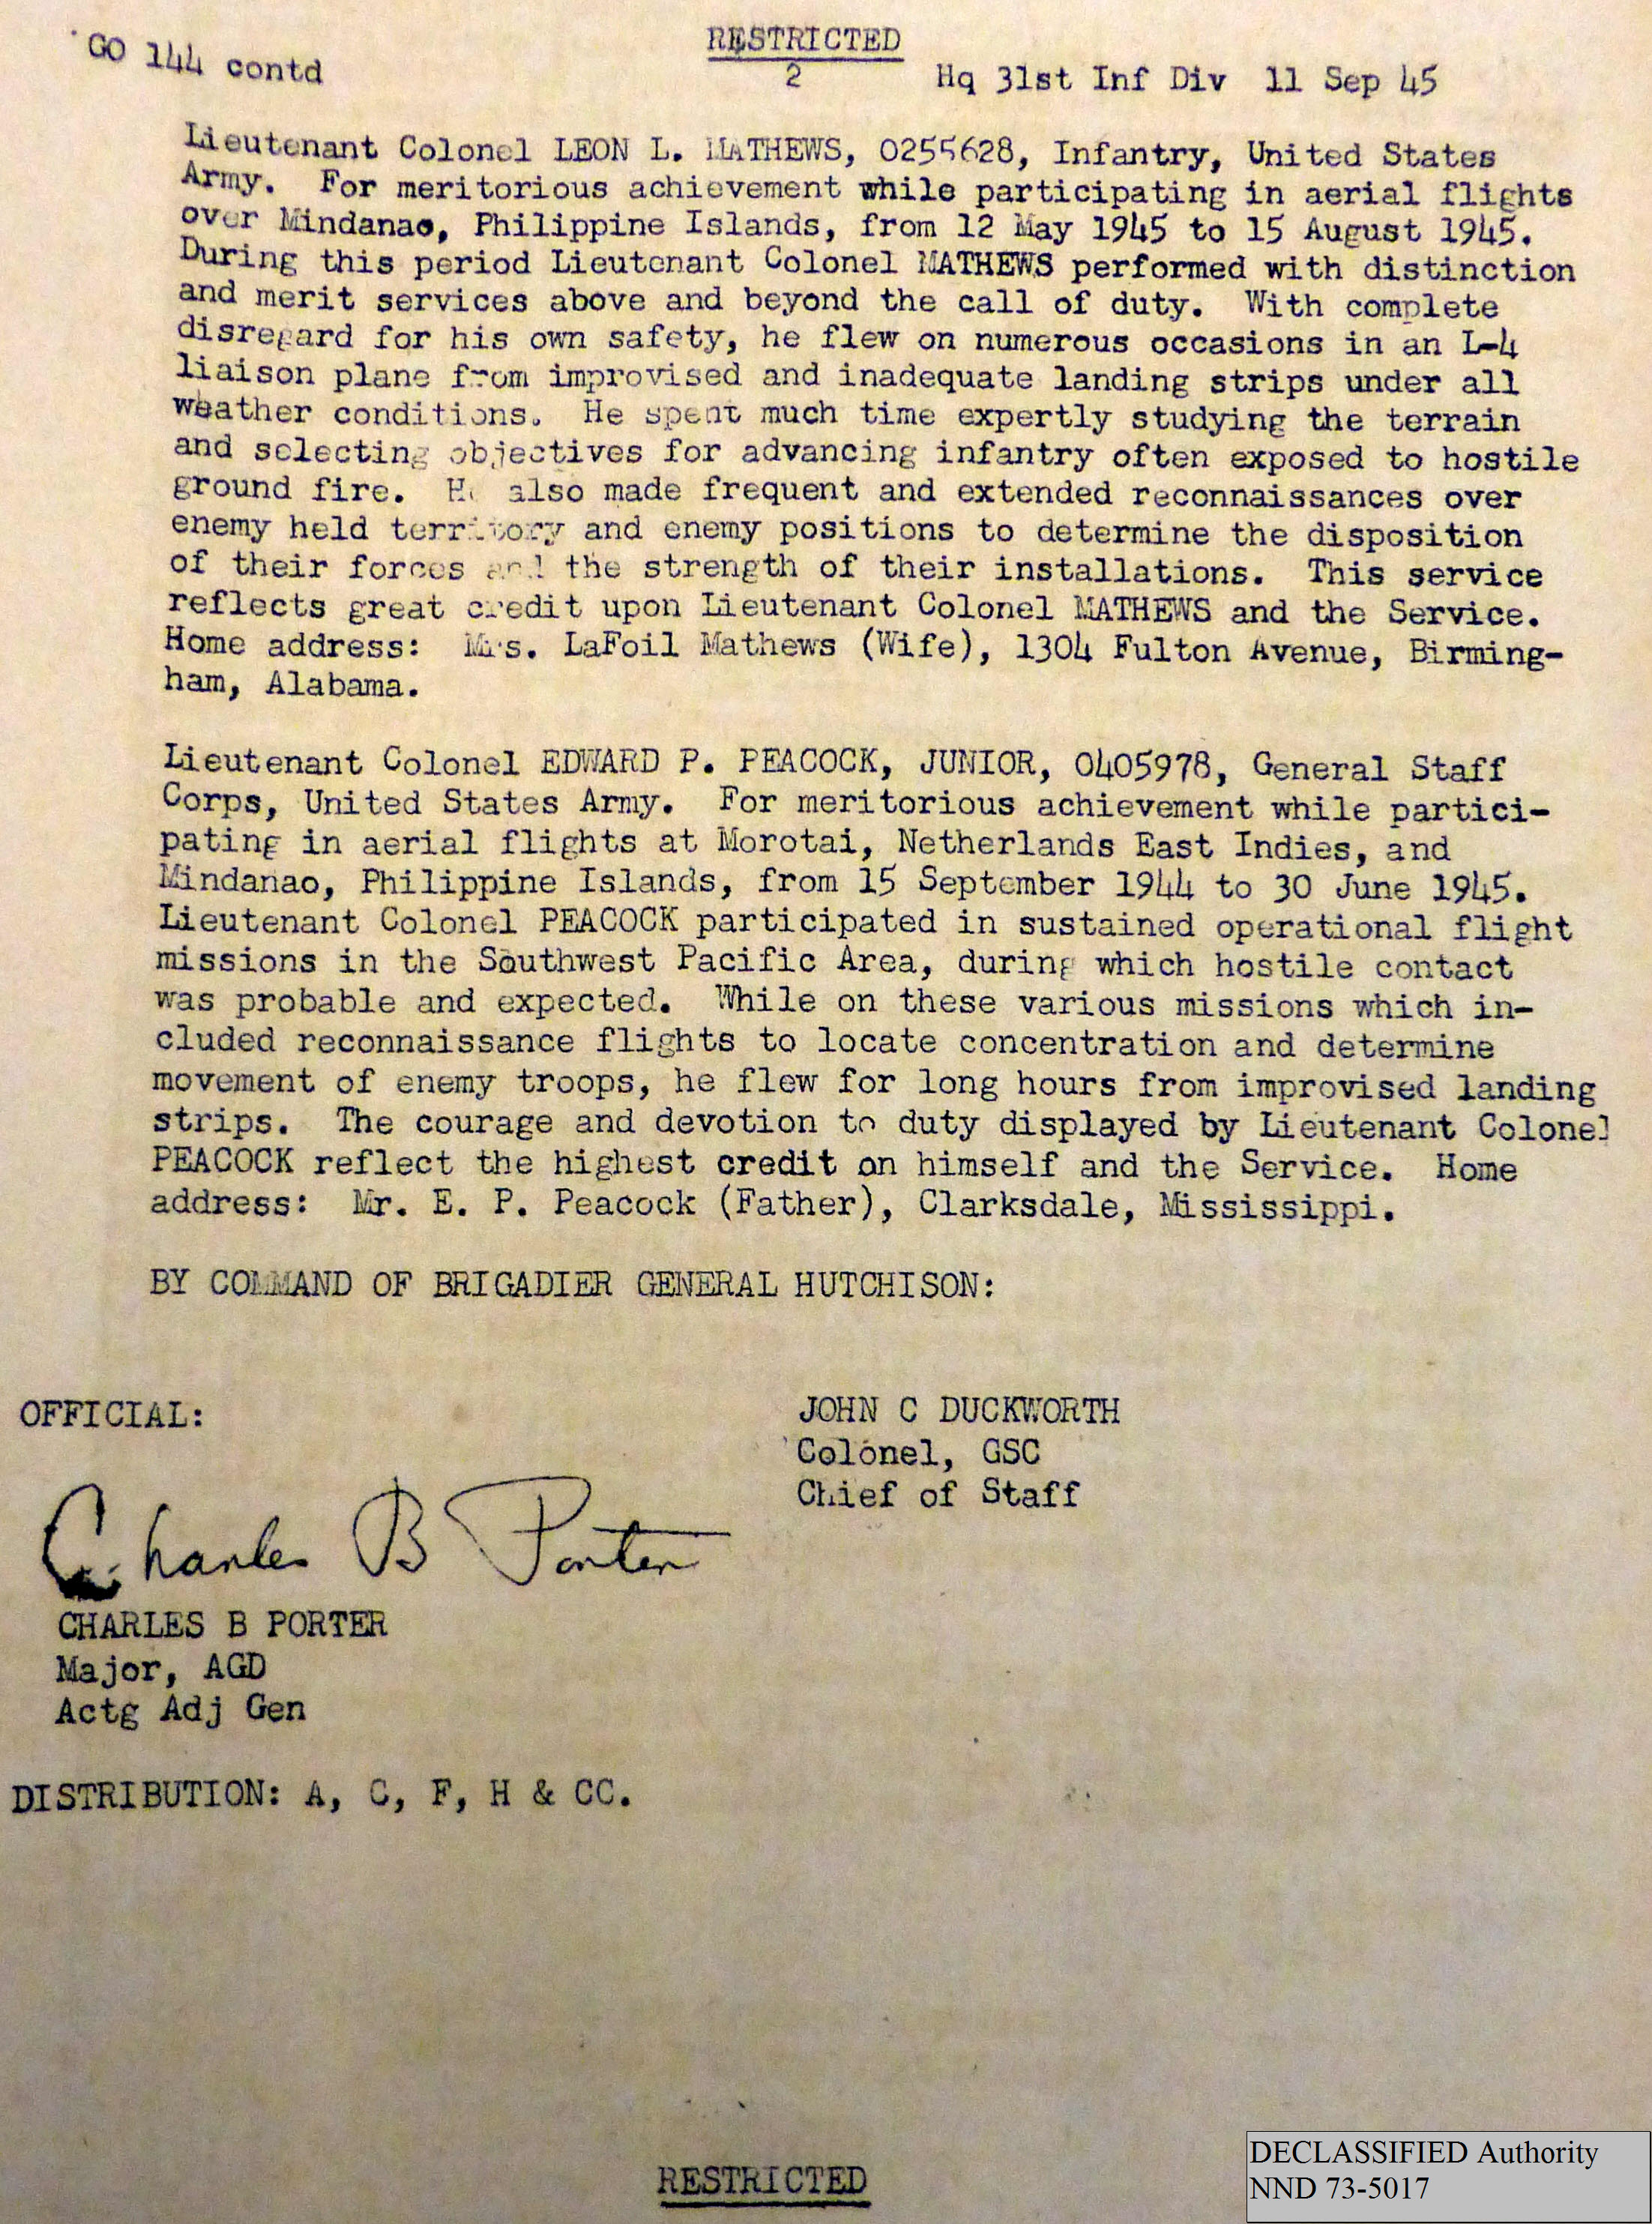 GO 144 contd
RESTRICTED
2
Hq 31st Inf Div 11 Sep 45
Lieutenant Colonel LEON L. MATHEWS, 0255628, Infantry, United States
Army. For meritorious achievement while participating in aerial flights
over Mindanao, Philippine Islands, from 12 May 1945 to 15 August 1945.
During this period Lieutenant Colonel MATHEWS performed with distinction
and merit services above and beyond the call of duty. With complete
disregard for his own safety, he flew on numerous occasions in an L-4
liaison plane from improvised and inadequate landing strips under all
weather conditions. He spent much time expertly studying the terrain
and selecting objectives for advancing infantry often exposed to hostile
ground fire. He also made frequent and extended reconnaissances over
enemy held territory and enemy positions to determine the disposition
of their forces and the strength of their installations. This service
reflects great credit upon Lieutenant Colonel MATHEWS and the Service.
Home address: Mrs. LaFoil Mathews (Wife), 1304 Fulton Avenue, Birming-
ham, Alabama.
Lieutenant Colonel EDWARD P. PEACOCK, JUNIOR, 0405978, General Staff
Corps, United States Army. For meritorious achievement while partici-
pating in aerial flights at Morotai, Netherlands East Indies, and
Mindanao, Philippine Islands, from 15 September 1944 to 30 June 1945.
Lieutenant Colonel PEACOCK participated in sustained operational flight
missions in the Southwest Pacific Area, during which hostile contact
was probable and expected. While on these various missions which in-
cluded reconnaissance flights to locate concentration and determine
movement of enemy troops, he flew for long hours from improvised landing
strips. The courage and devotion to duty displayed by Lieutenant Colonel
PEACOCK reflect the highest credit on himself and the Service. Home
address: Mr. E. P. Peacock (Father), Clarksdale, Mississippi.
BY COMMAND OF BRIGADIER GENERAL HUTCHISON:
JOHN C DUCKWORTH
Colonel, GSC
Chief of Staff
OFFICIAL:
Charles B Porter
CHARLES B PORTER
Major, AGD
Actg Adj Gen
DISTRIBUTION: A, C, F, H & CC.
RESTRICTED
DECLASSIFIED Authority
NND 73-5017